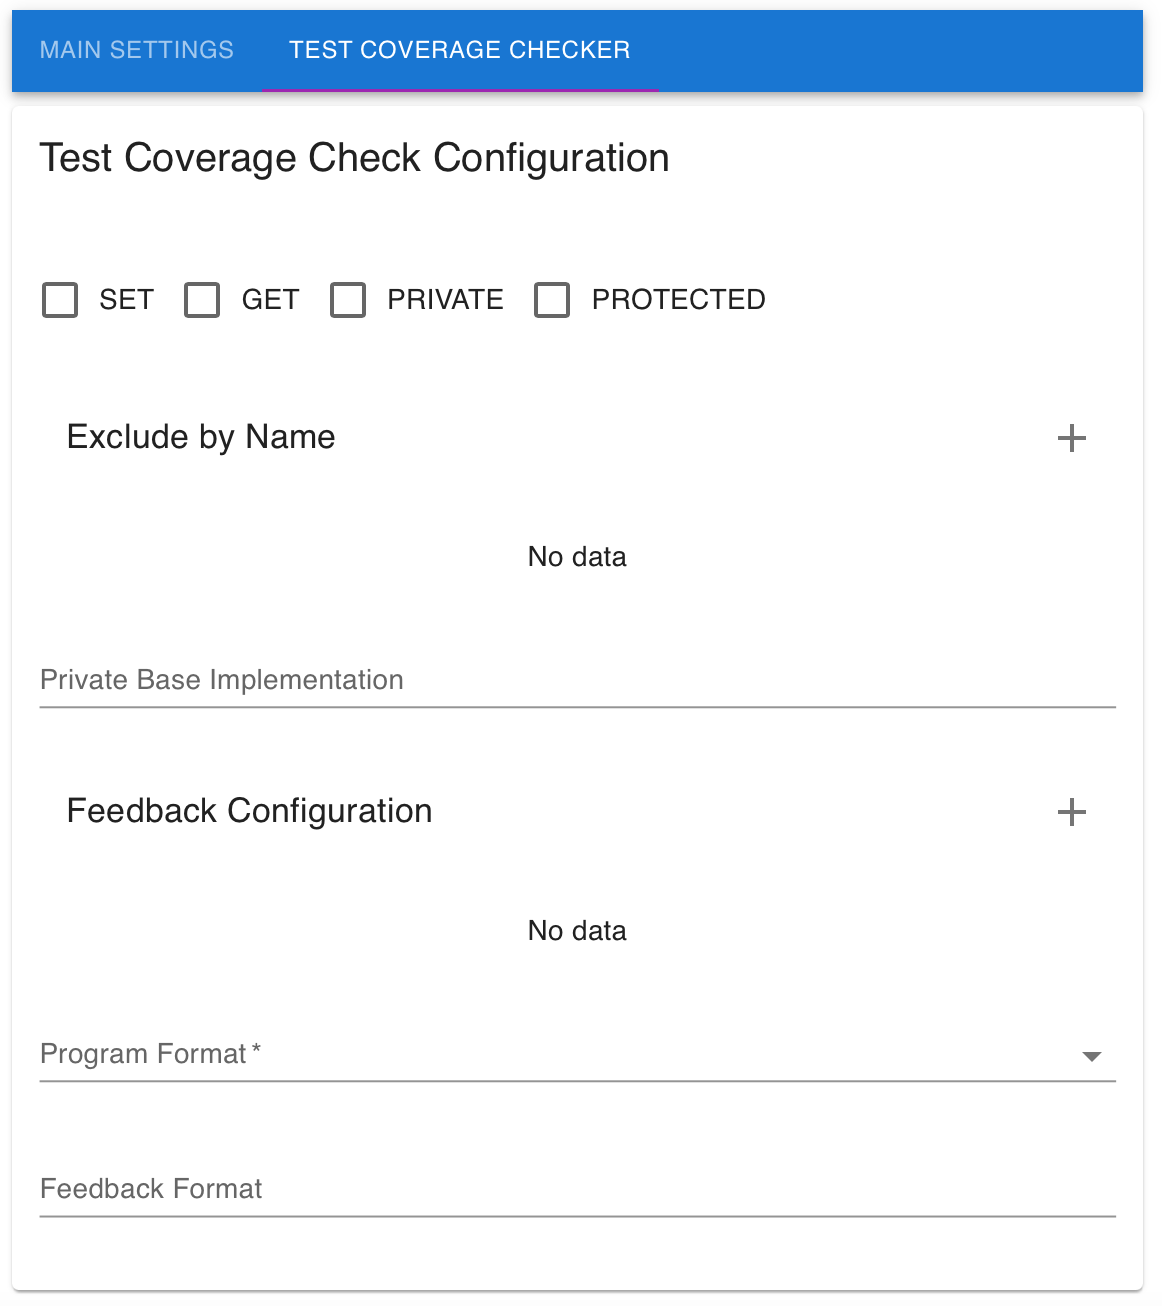 MAIN SETTINGS TEST COVERAGE CHECKER
Test Coverage Check Configuration
SET GET PRIVATE PROTECTED
Exclude by Name
No data
Private Base Implementation
Feedback Configuration
No data
Program Format *
Feedback Format